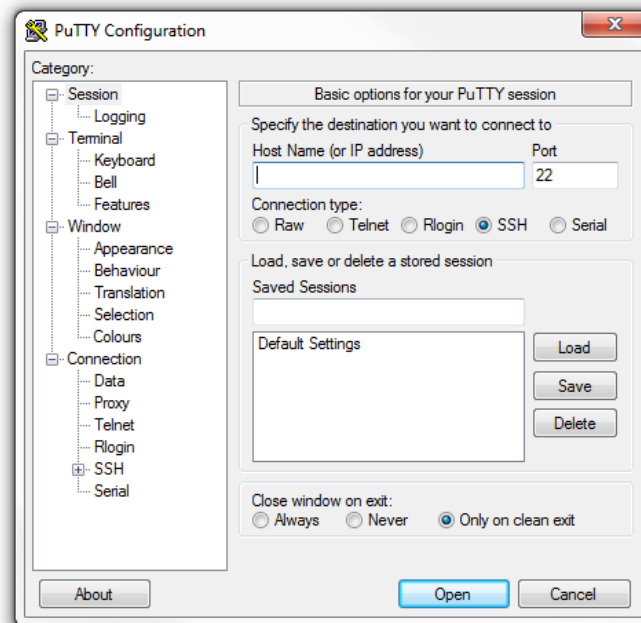 PuTTY Configuration
Category:
Session
Logging
Terminal
Keyboard
Bell
Features
Window
Appearance
Behaviour
Translation
Selection
Colours
Connection
Data
Proxy
Telnet
Rlogin
SSH
Serial
Basic options for your PuTTY session
Specify the destination you want to connect to
Host Name (or IP address) Port
22
Connection type:
Raw Telnet Rlogin SSH Serial
Load, save or delete a stored session
Saved Sessions
Default Settings
Load
Save
Delete
Close window on exit:
Always Never Only on clean exit
About Open Cancel